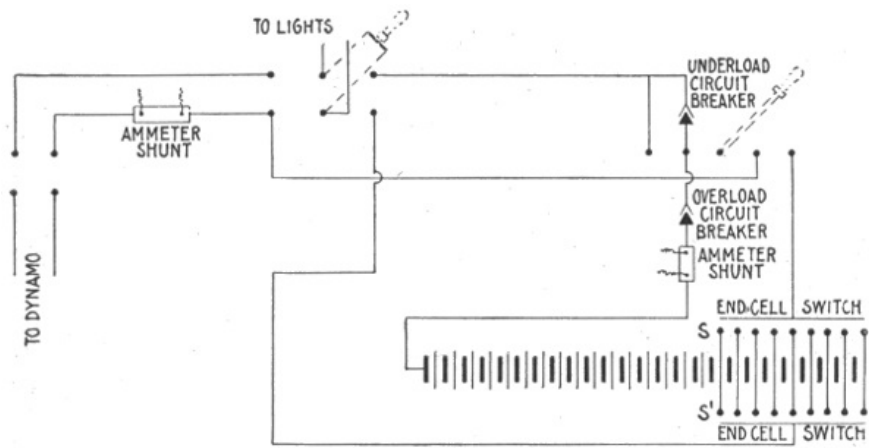 TO LIGHTS
UNDERLOAD
CIRCUIT
BREAKER
AMMETER
SHUNT
OVERLOAD
CIRCUIT
BREAKER
AMMETER
SHUNT
TO DYNAMO
END CELL SWITCH
S
S'
END CELL SWITCH